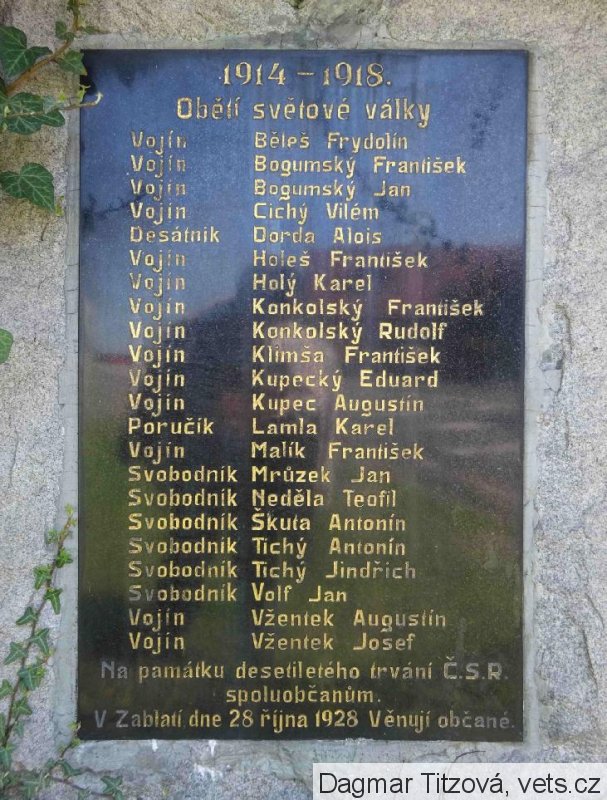 1914 – 1918.
Obětí světové války
Vojín Běleš Frydolín
Vojín Bogumský František
Vojín Bogumský Jan
Vojín Cichý Vilém
Desátník Dorda Alois
Vojín Holeš František
Vojín Holý Karel
Vojín Konkolský František
Vojín Konkolský Rudolf
Vojín Klimša František
Vojín Kupecký Eduard
Vojín Kupec Augustín
Poručík Lamla Karel
Vojín Malík František
Svobodník Mrůzek Jan
Svobodník Neděla Teofil
Svobodník Škuta Antonín
Svobodník Tichý Antonín
Svobodník Tichý Jindřich
Svobodník Volf Jan
Vojín Vžentek Augustín
Vojín Vžentek Josef
Na památku desetiletého trvání Č.S.R.
spoluobčanům.
V Zablatí dne 28 října 1928 Věnují občané.
Dagmar Titzová, vets.cz